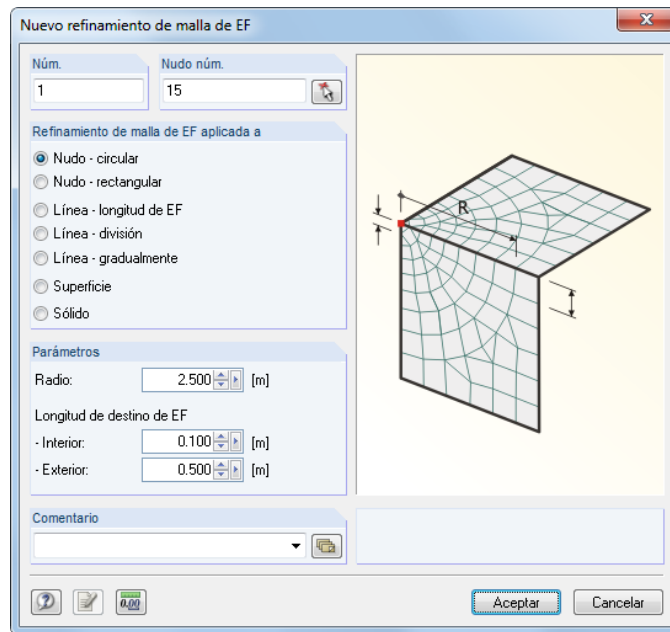 Nuevo refinamiento de malla de EF
Núm.
Nudo núm.
1
15
Refinamiento de malla de EF aplicada a
Nudo - circular
Nudo - rectangular
Línea - longitud de EF
Línea - división
Línea - gradualmente
Superficie
Sólido
R
Parámetros
Radio: 2.500 [m]
Longitud de destino de EF
- Interior: 0.100 [m]
- Exterior: 0.500 [m]
Comentario
0.00
Aceptar
Cancelar